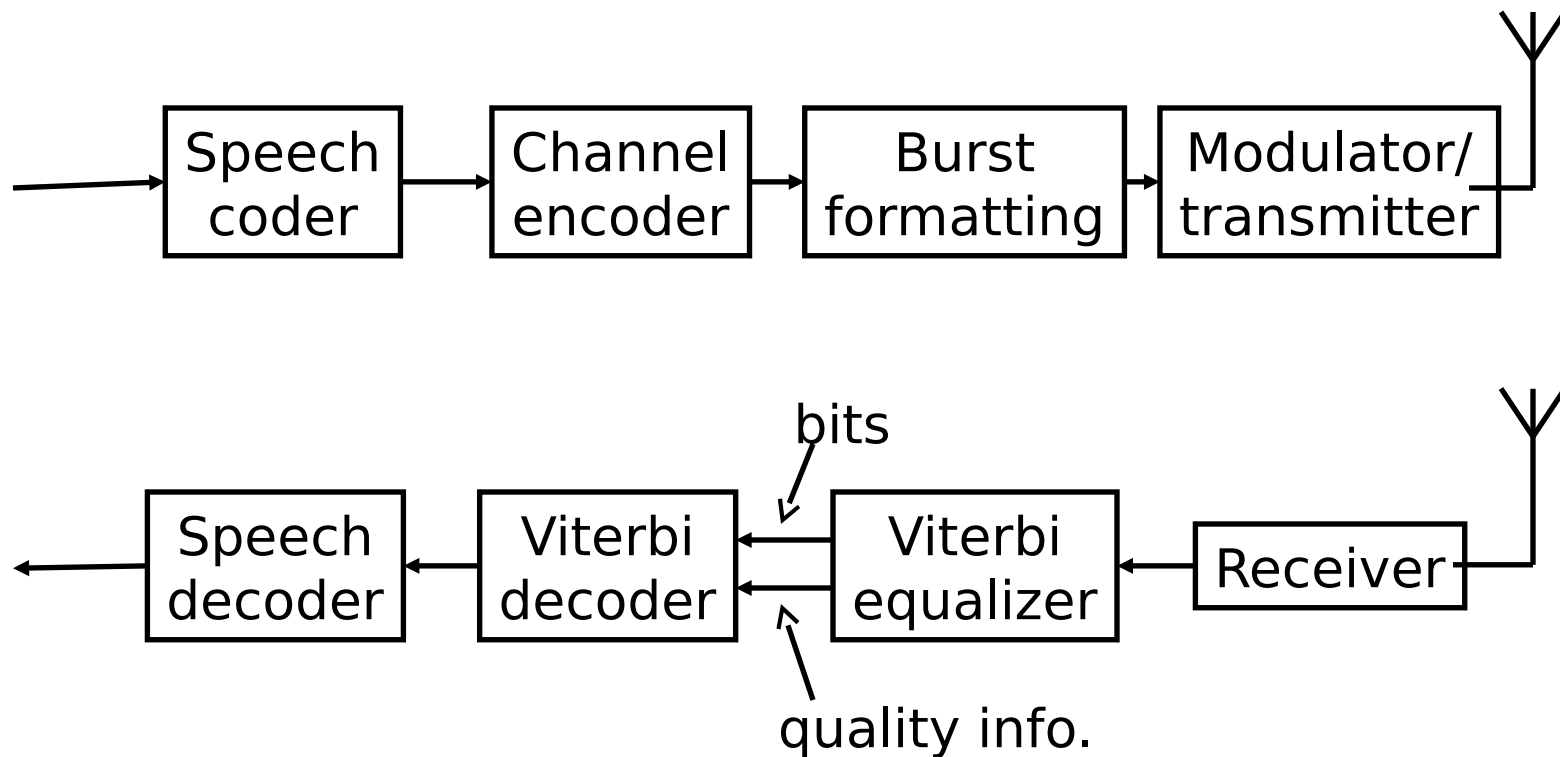 Speech
coder
Channel
encoder
Burst
formatting
Modulator/
transmitter
bits
Speech
decoder
Viterbi
decoder
Viterbi
equalizer
Receiver
quality info.